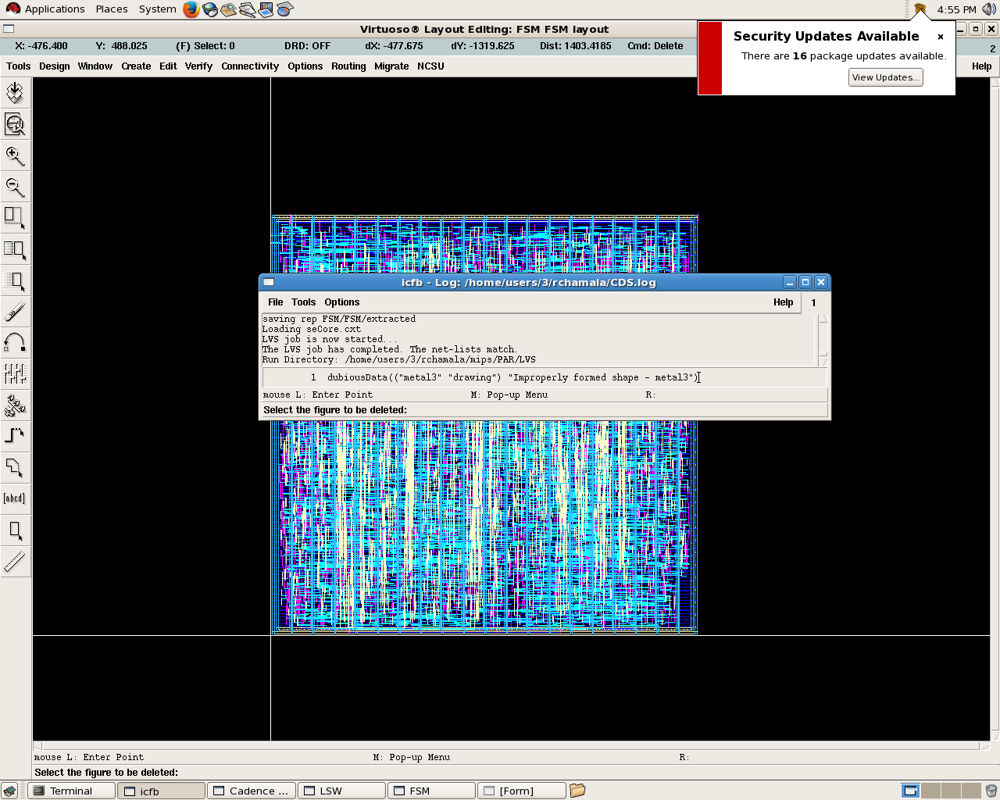 Applications Places System 4:55 PM
Virtuoso® Layout Editing: FSM FSM layout
X: -476.400 Y: 488.025 (F) Select: 0 DRD: OFF dX: -477.675 dY: -1319.625 Dist: 1403.4185 Cmd: Delete 2
Tools Design Window Create Edit Verify Connectivity Options Routing Migrate NCSU Help
Security Updates Available
There are 16 package updates available.
View Updates...
icfb - Log: /home/users/3/rchamala/CDS.log
File Tools Options Help 1
saving rep FSM/FSM/extracted
Loading seCore.cxt
LVS job is now started...
The LVS job has completed. The net-lists match.
Run Directory: /home/users/3/rchamala/mips/PAR/LVS
1 dubiousData(("metal3" "drawing") "Improperly formed shape - metal3")
mouse L: Enter Point M: Pop-up Menu R:
Select the figure to be deleted:
[abcd]
mouse L: Enter Point M: Pop-up Menu R:
Select the figure to be deleted:
Terminal icfb Cadence ... LSW FSM [Form]